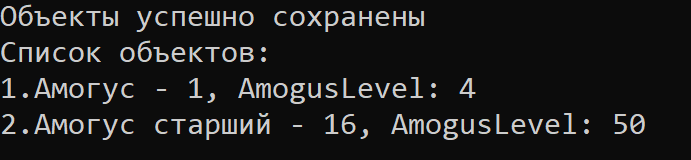 Объекты успешно сохранены
Список объектов:
1.Амогус - 1, AmogusLevel: 4
2.Амогус старший - 16, AmogusLevel: 50